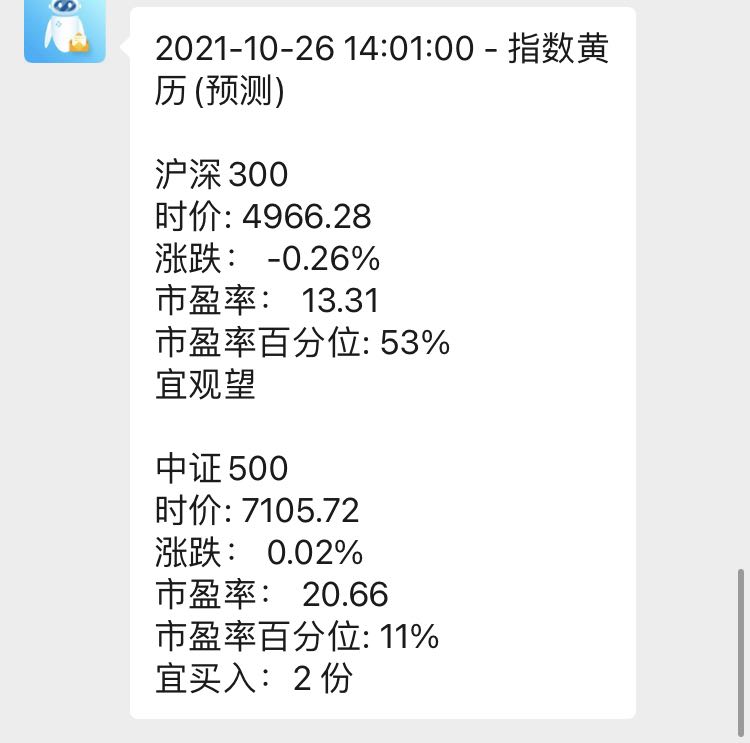 2021-10-26 14:01:00 - 指数黄
历 (预测)
沪深 300
时价: 4966.28
涨跌： -0.26%
市盈率： 13.31
市盈率百分位: 53%
宜观望
中证 500
时价: 7105.72
涨跌： 0.02%
市盈率： 20.66
市盈率百分位: 11%
宜买入： 2 份